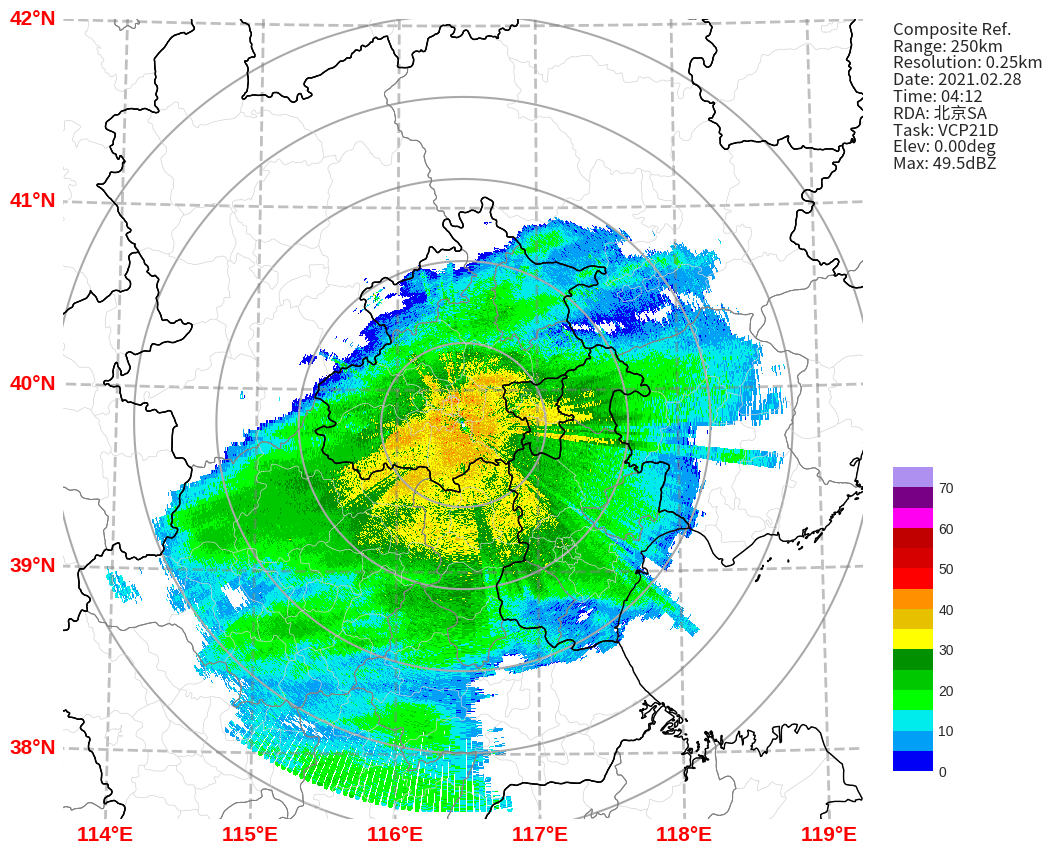 42°N
41°N
40°N
39°N
38°N
114°E
115°E
116°E
117°E
118°E
119°E
Composite Ref.
Range: 250km
Resolution: 0.25km
Date: 2021.02.28
Time: 04:12
RDA: 北京SA
Task: VCP21D
Elev: 0.00deg
Max: 49.5dBZ
70
60
50
40
30
20
10
0